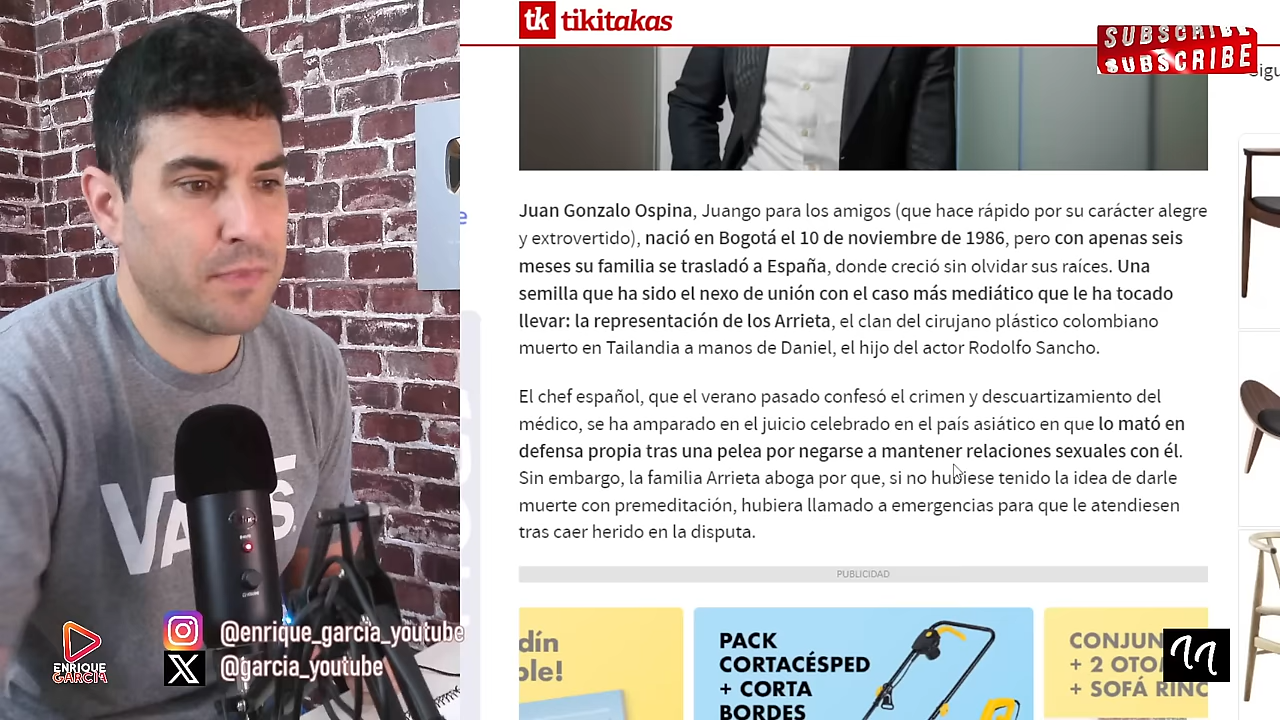 tk tikitakas
SUBSCRIBE
SUBSCRIBE
Sigu
e
Juan Gonzalo Ospina, Juango para los amigos (que hace rápido por su carácter alegre
y extrovertido), nació en Bogotá el 10 de noviembre de 1986, pero con apenas seis
meses su familia se trasladó a España, donde creció sin olvidar sus raíces. Una
semilla que ha sido el nexo de unión con el caso más mediático que le ha tocado
llevar: la representación de los Arrieta, el clan del cirujano plástico colombiano
muerto en Tailandia a manos de Daniel, el hijo del actor Rodolfo Sancho.
El chef español, que el verano pasado confesó el crimen y descuartizamiento del
médico, se ha amparado en el juicio celebrado en el país asiático en que lo mató en
defensa propia tras una pelea por negarse a mantener relaciones sexuales con él.
Sin embargo, la familia Arrieta aboga por que, si no hubiese tenido la idea de darle
muerte con premeditación, hubiera llamado a emergencias para que le atendiesen
tras caer herido en la disputa.
PUBLICIDAD
dín
ble!
PACK
CORTACÉSPED
+ CORTA
BORDES
CONJUN
+ 2 OTO
+ SOFÁ RINC
VANS
ENRIQUE
GARCIA
@enrique_garcia_youtube
@garcia_youtube